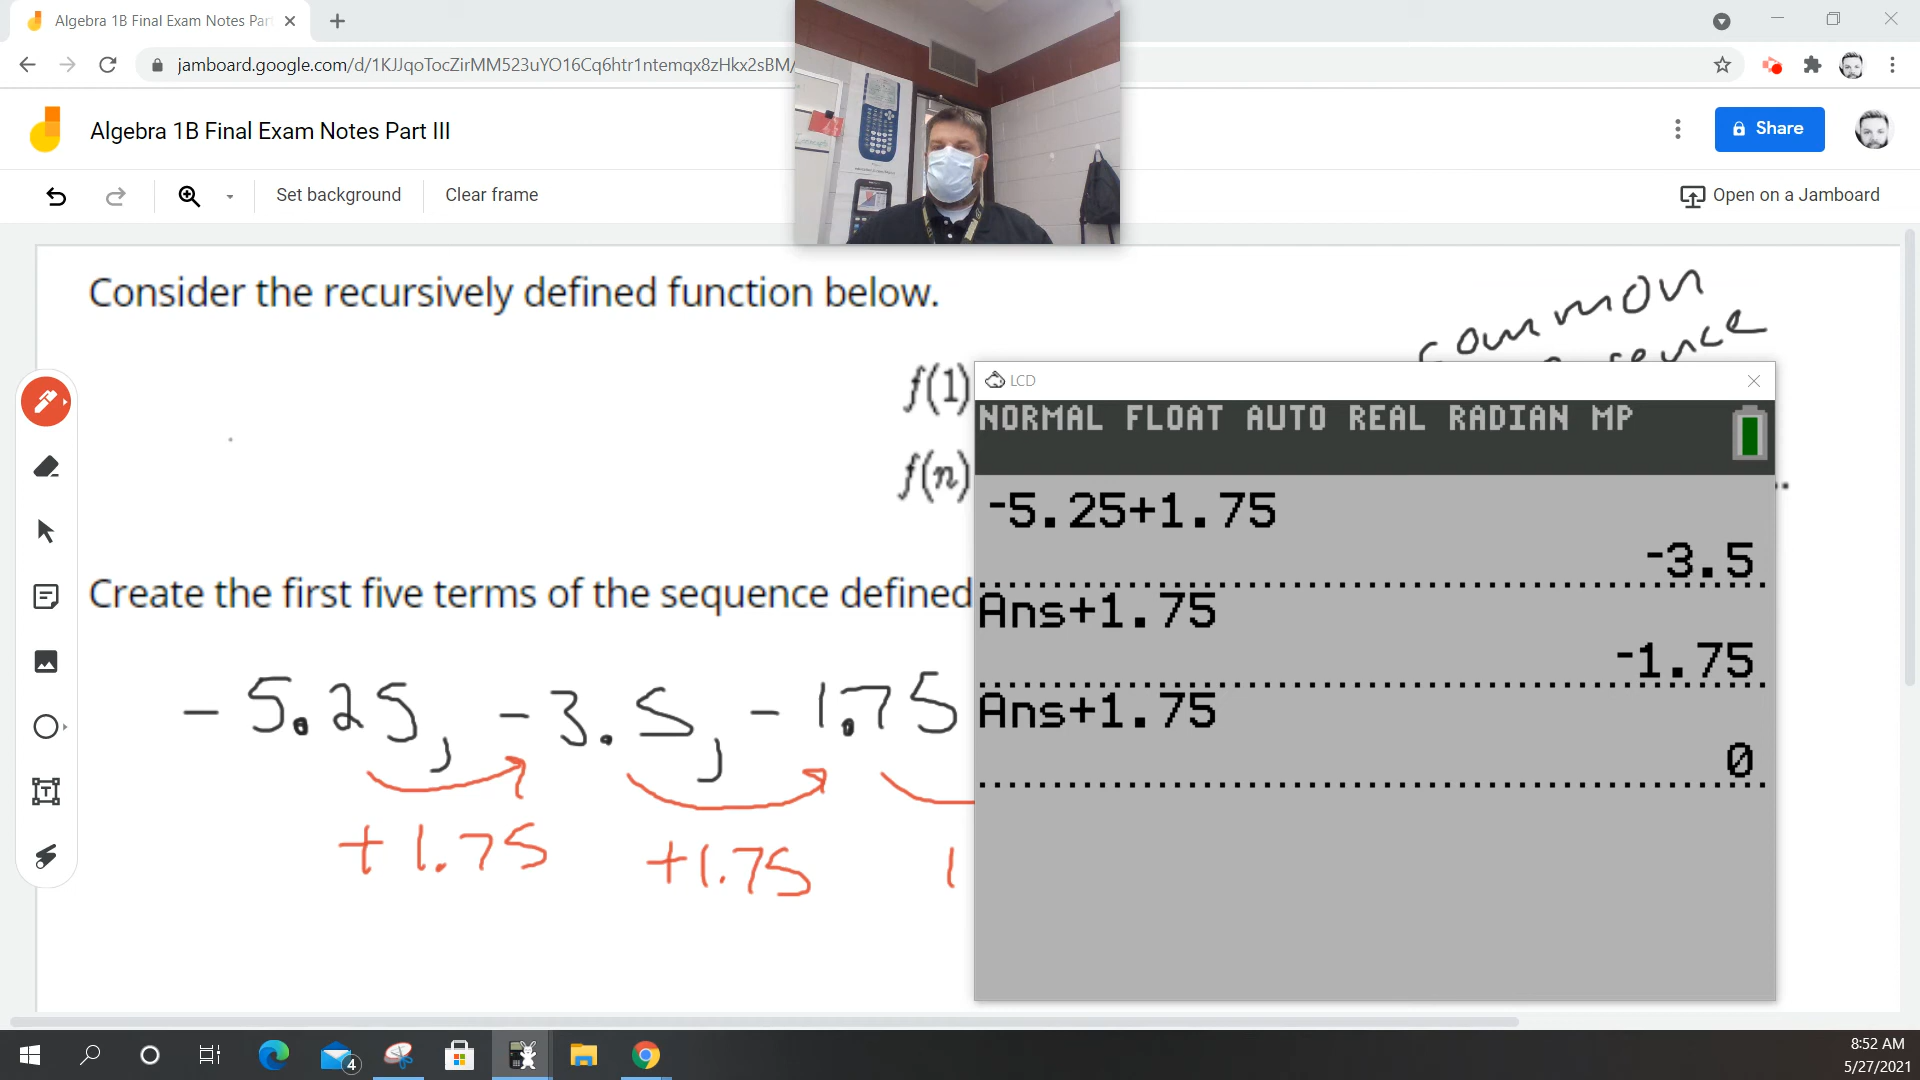 Algebra 1B Final Exam Notes Part
jamboard.google.com/d/1KJJqoTocZirMM523uYO16Cq6htr1ntemqx8zHkx2sBM/
Algebra 1B Final Exam Notes Part III
Share
Set background
Clear frame
Open on a Jamboard
Consider the recursively defined function below.
common
f(1)
LCD
NORMAL FLOAT AUTO REAL RADIAN MP
f(n)
-5.25+1.75
-3.5
Create the first five terms of the sequence defined
Ans+1.75
-1.75
- 5.25, -3.5, -1.75
Ans+1.75
0
+1.75
+1.75
1
4
8:52 AM
5/27/2021